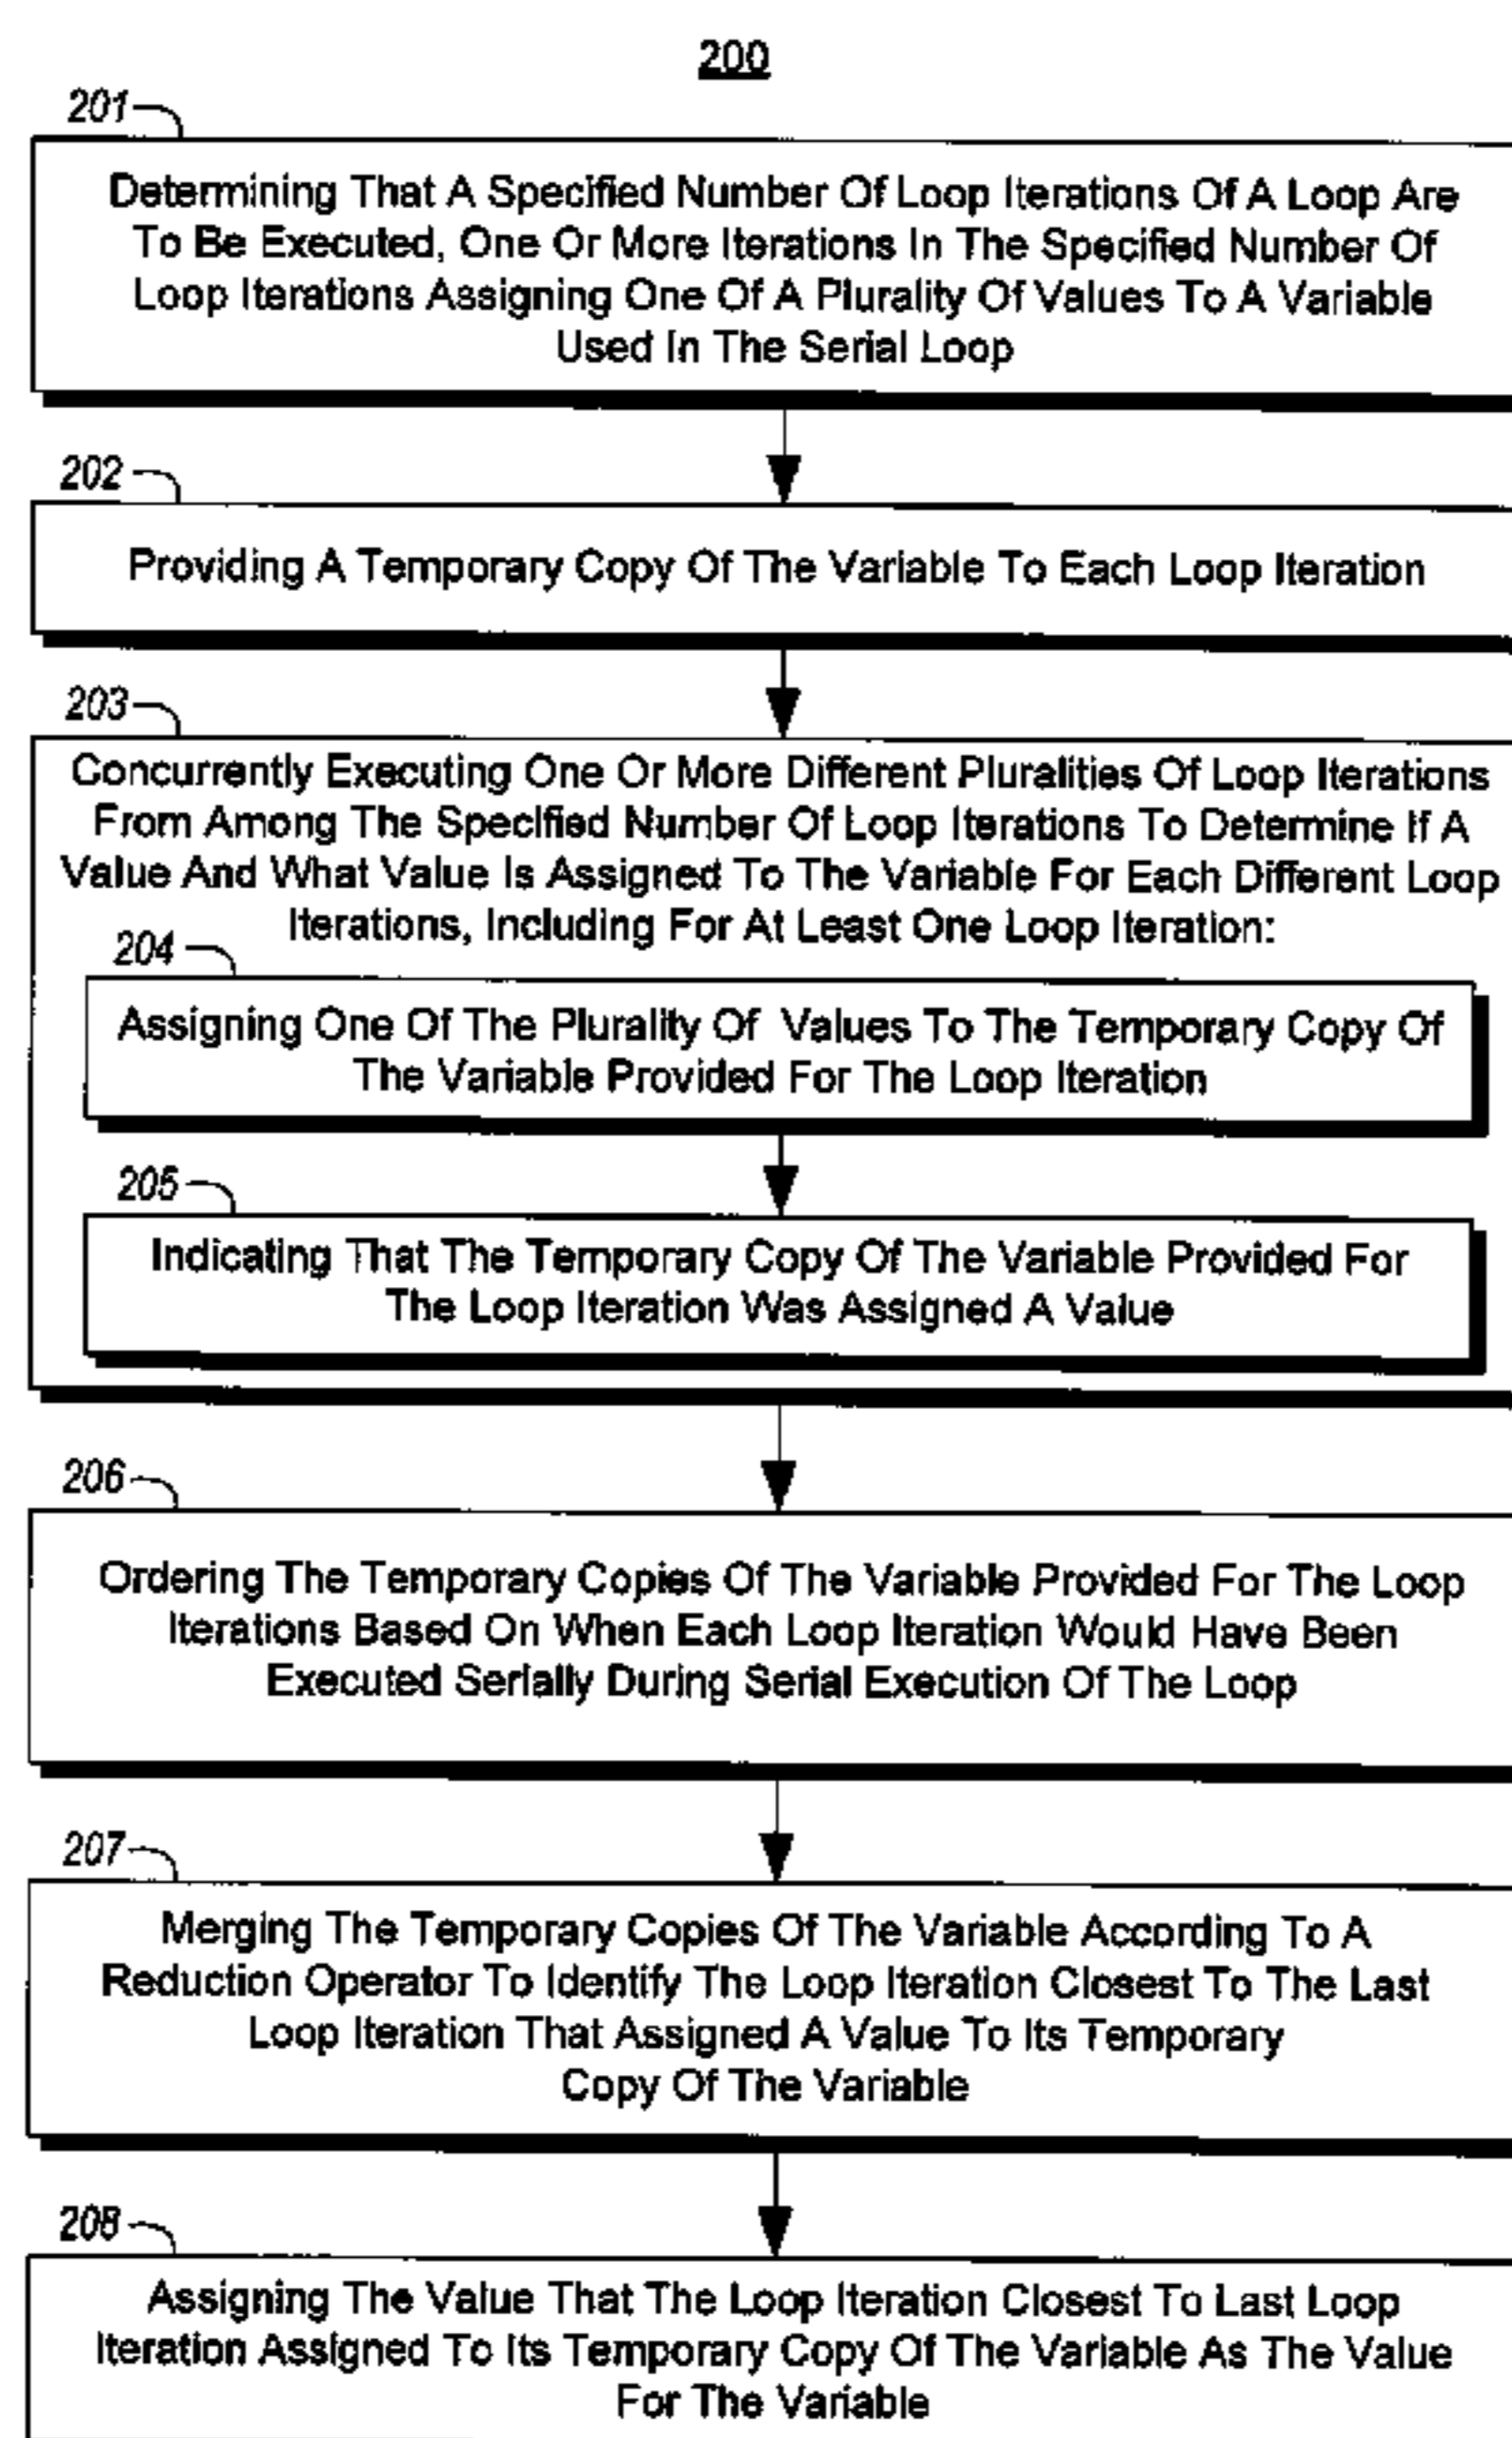 200
201
Determining That A Specified Number Of Loop Iterations Of A Loop Are
To Be Executed, One Or More Iterations In The Specified Number Of
Loop Iterations Assigning One Of A Plurality Of Values To A Variable
Used In The Serial Loop
202
Providing A Temporary Copy Of The Variable To Each Loop Iteration
203
Concurrently Executing One Or More Different Pluralities Of Loop Iterations
From Among The Specified Number Of Loop Iterations To Determine If A
Value And What Value Is Assigned To The Variable For Each Different Loop
Iterations, Including For At Least One Loop Iteration:
204
Assigning One Of The Plurality Of Values To The Temporary Copy Of
The Variable Provided For The Loop Iteration
205
Indicating That The Temporary Copy Of The Variable Provided For
The Loop Iteration Was Assigned A Value
206
Ordering The Temporary Copies Of The Variable Provided For The Loop
Iterations Based On When Each Loop Iteration Would Have Been
Executed Serially During Serial Execution Of The Loop
207
Merging The Temporary Copies Of The Variable According To A
Reduction Operator To Identify The Loop Iteration Closest To The Last
Loop Iteration That Assigned A Value To Its Temporary
Copy Of The Variable
208
Assigning The Value That The Loop Iteration Closest To Last Loop
Iteration Assigned To Its Temporary Copy Of The Variable As The Value
For The Variable